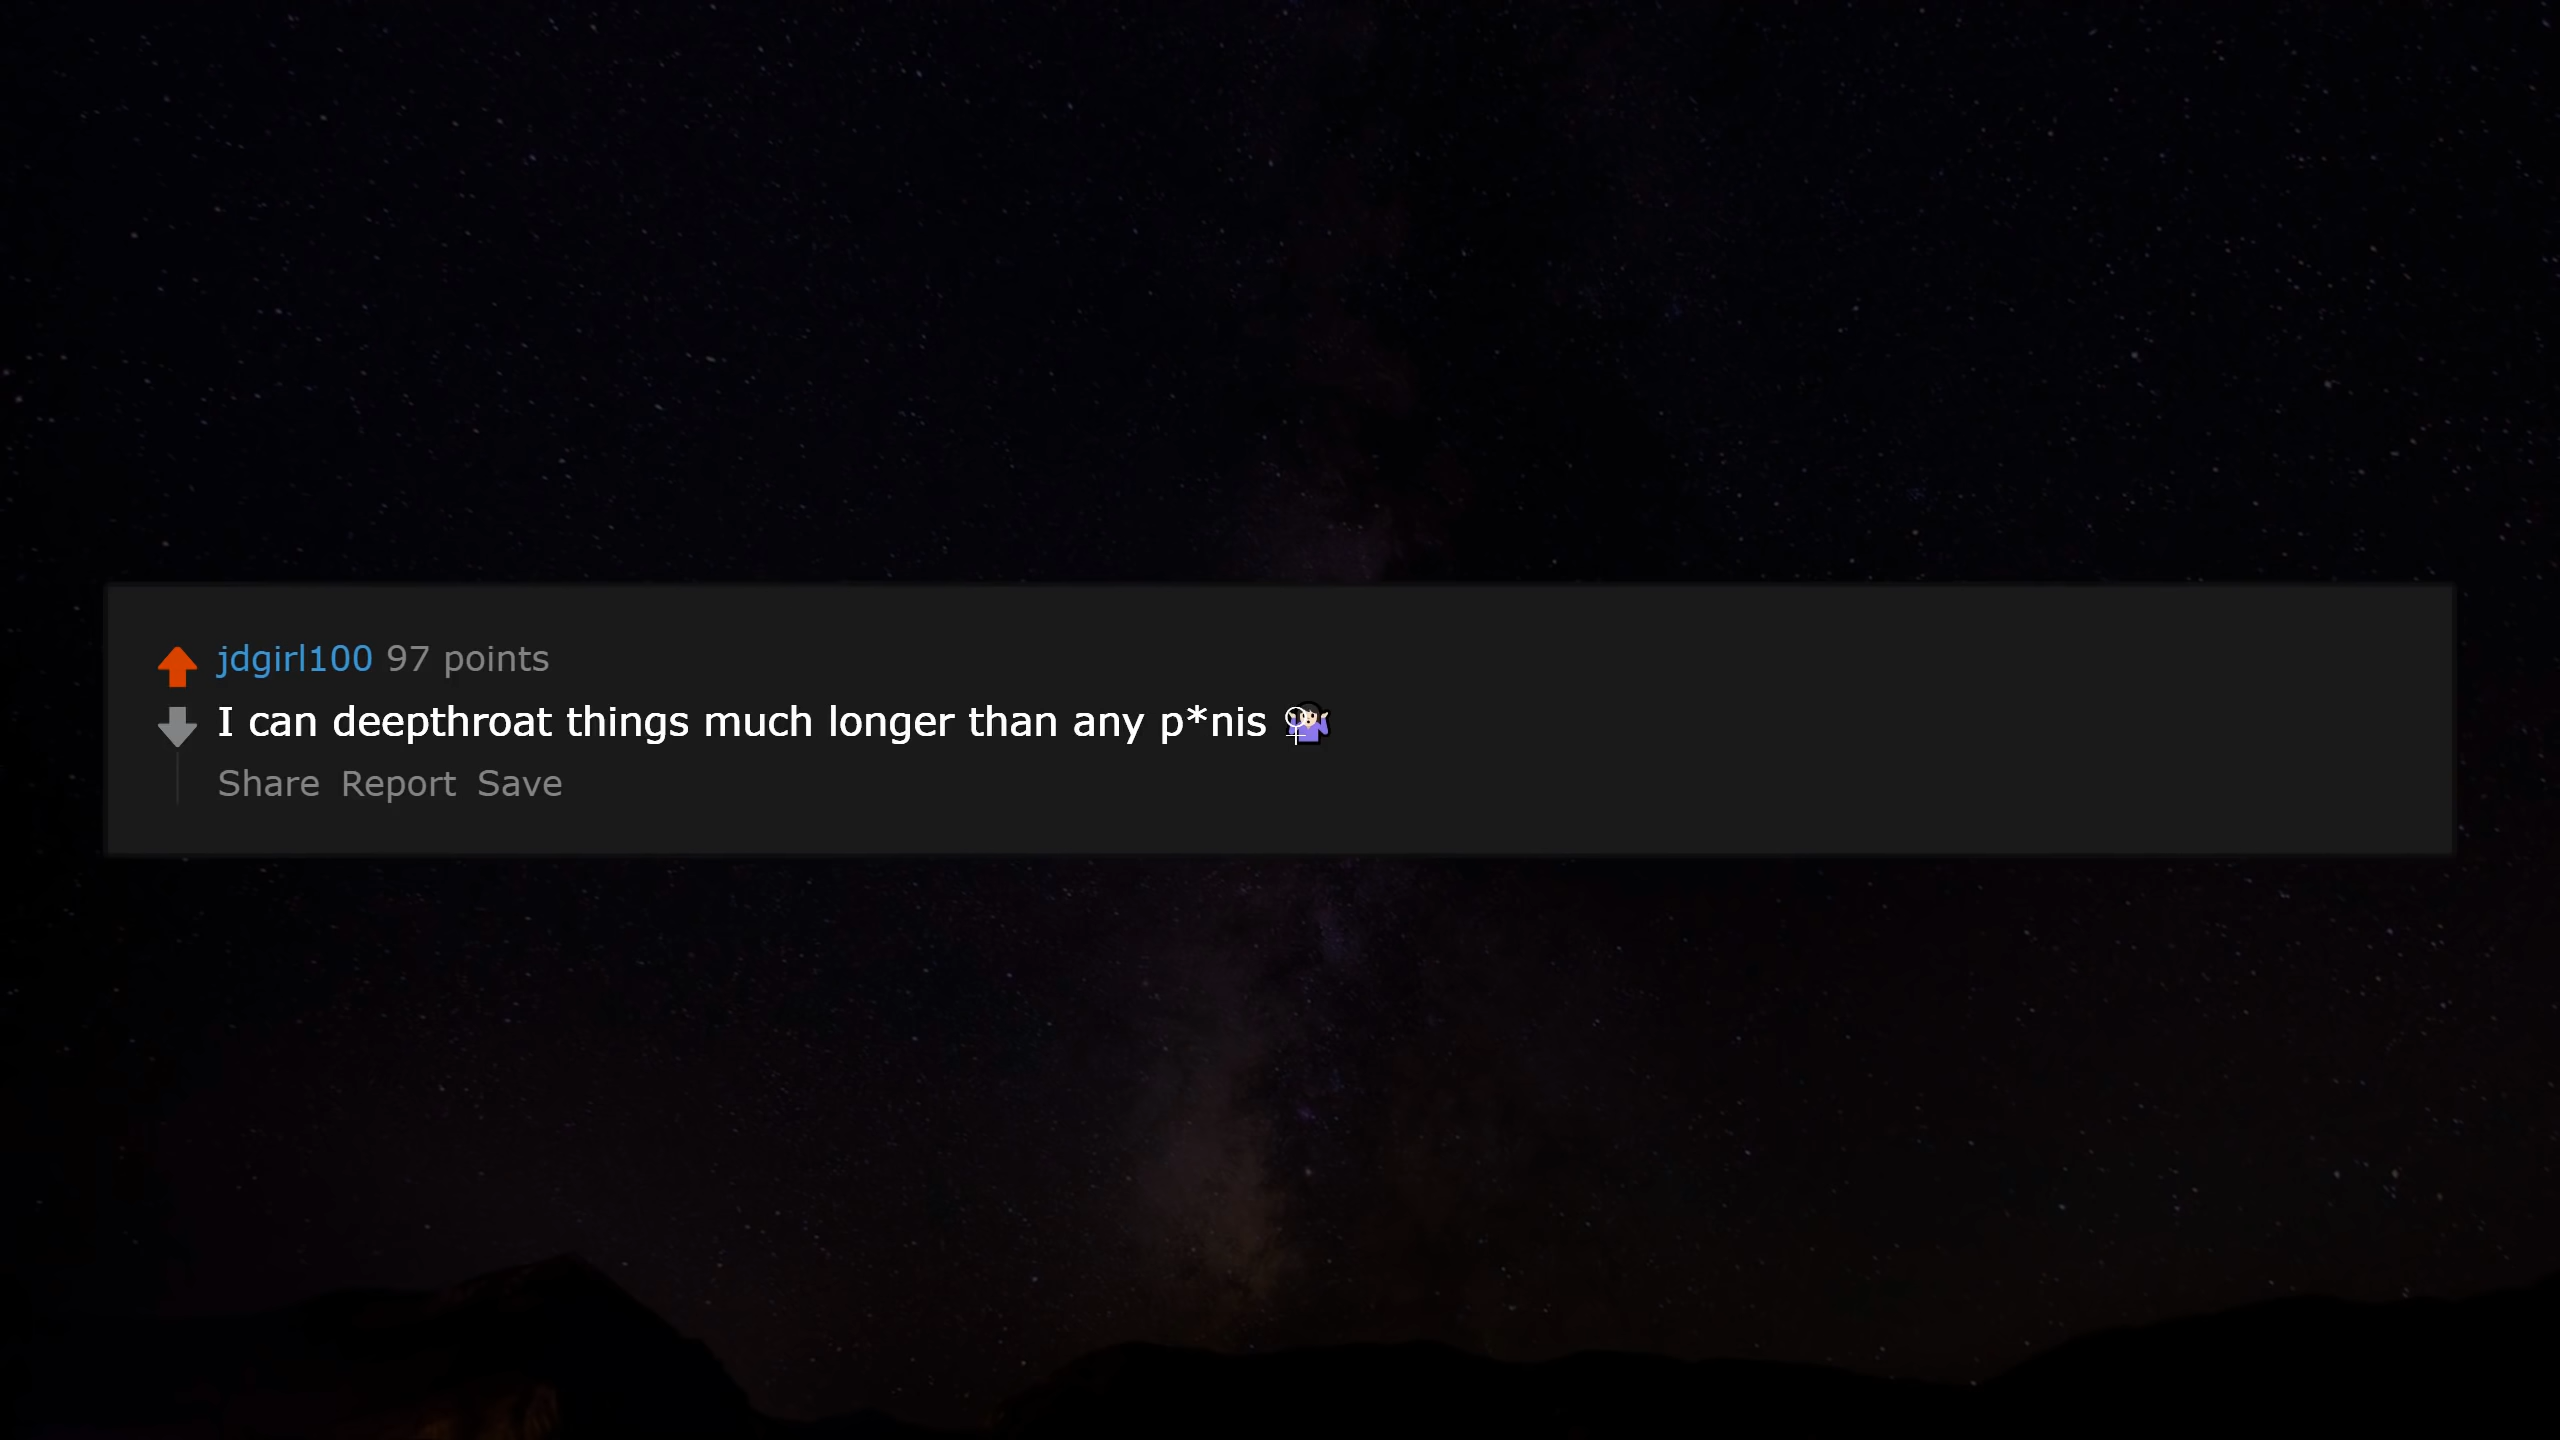 jdgirl100 97 points
I can deepthroat things much longer than any p*nis 🤷🏻‍♀️
Share Report Save